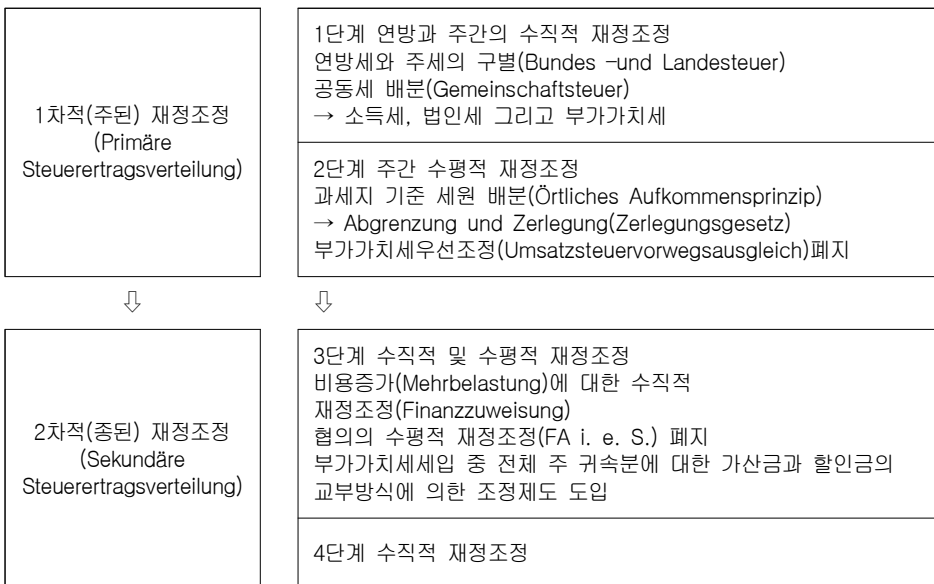 1차적(주된) 재정조정
(Primäre
Steuerertragsverteilung)
1단계 연방과 주간의 수직적 재정조정
연방세와 주세의 구별(Bundes -und Landesteuer)
공동세 배분(Gemeinschaftsteuer)
→ 소득세, 법인세 그리고 부가가치세
2단계 주간 수평적 재정조정
과세지 기준 세원 배분(Örtliches Aufkommensprinzip)
→ Abgrenzung und Zerlegung(Zerlegungsgesetz)
부가가치세우선조정(Umsatzsteuervorwegsausgleich)폐지
⇩ ⇩
2차적(종된) 재정조정
(Sekundäre
Steuerertragsverteilung)
3단계 수직적 및 수평적 재정조정
비용증가(Mehrbelastung)에 대한 수직적
재정조정(Finanzzuweisung)
협의의 수평적 재정조정(FA i. e. S.) 폐지
부가가치세세입 중 전체 주 귀속분에 대한 가산금과 할인금의
교부방식에 의한 조정제도 도입
4단계 수직적 재정조정